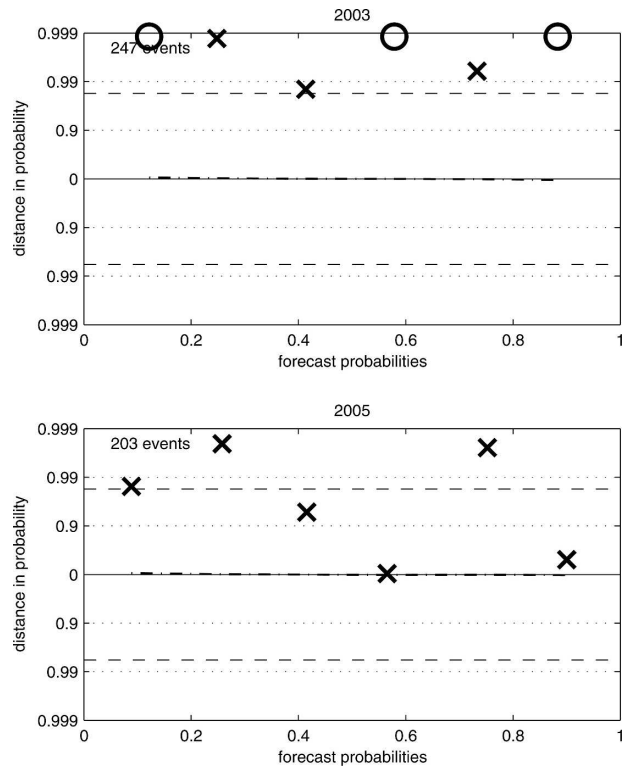 2003
0.999
247 events
0.99
0.9
0
0.9
0.99
0.999
distance in probability
0 0.2 0.4 0.6 0.8 1
forecast probabilities
2005
0.999
203 events
0.99
0.9
0
0.9
0.99
0.999
distance in probability
0 0.2 0.4 0.6 0.8 1
forecast probabilities